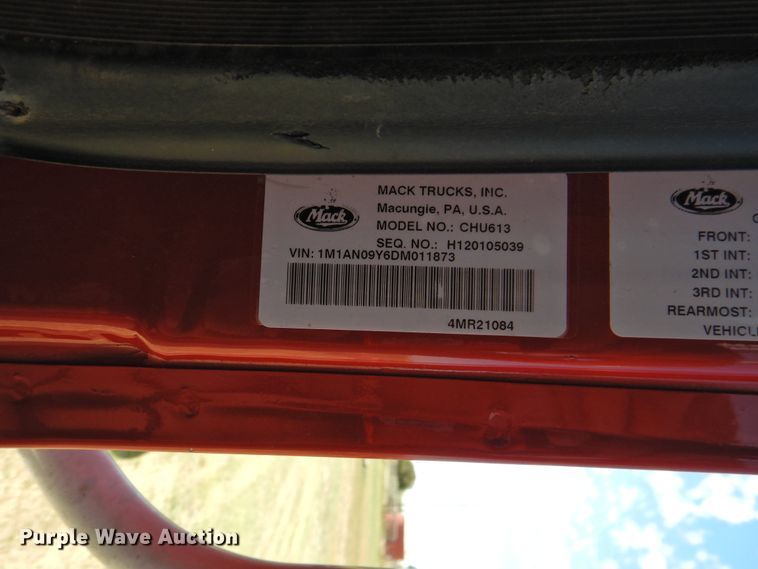 Mack
MACK TRUCKS, INC.
Macungie, PA, U.S.A.
MODEL NO.: CHU613
SEQ. NO.: H120105039
VIN: 1M1AN09Y6DM011873
4MR21084
Mack
FRONT:
1ST INT:
2ND INT:
3RD INT:
REARMOST:
VEHICL
Purple Wave Auction